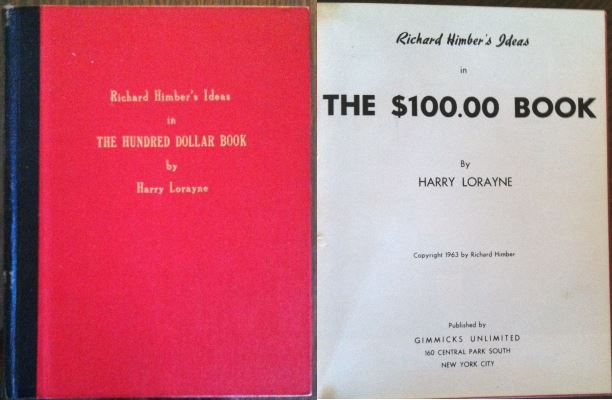 Richard Himber's Ideas
in
THE HUNDRED DOLLAR BOOK
by
Harry Lorayne
Richard Himber's Ideas
in
THE $100.00 BOOK
By
HARRY LORAYNE
Copyright 1963 by Richard Himber
Published by
GIMMICKS UNLIMITED
160 CENTRAL PARK SOUTH
NEW YORK CITY